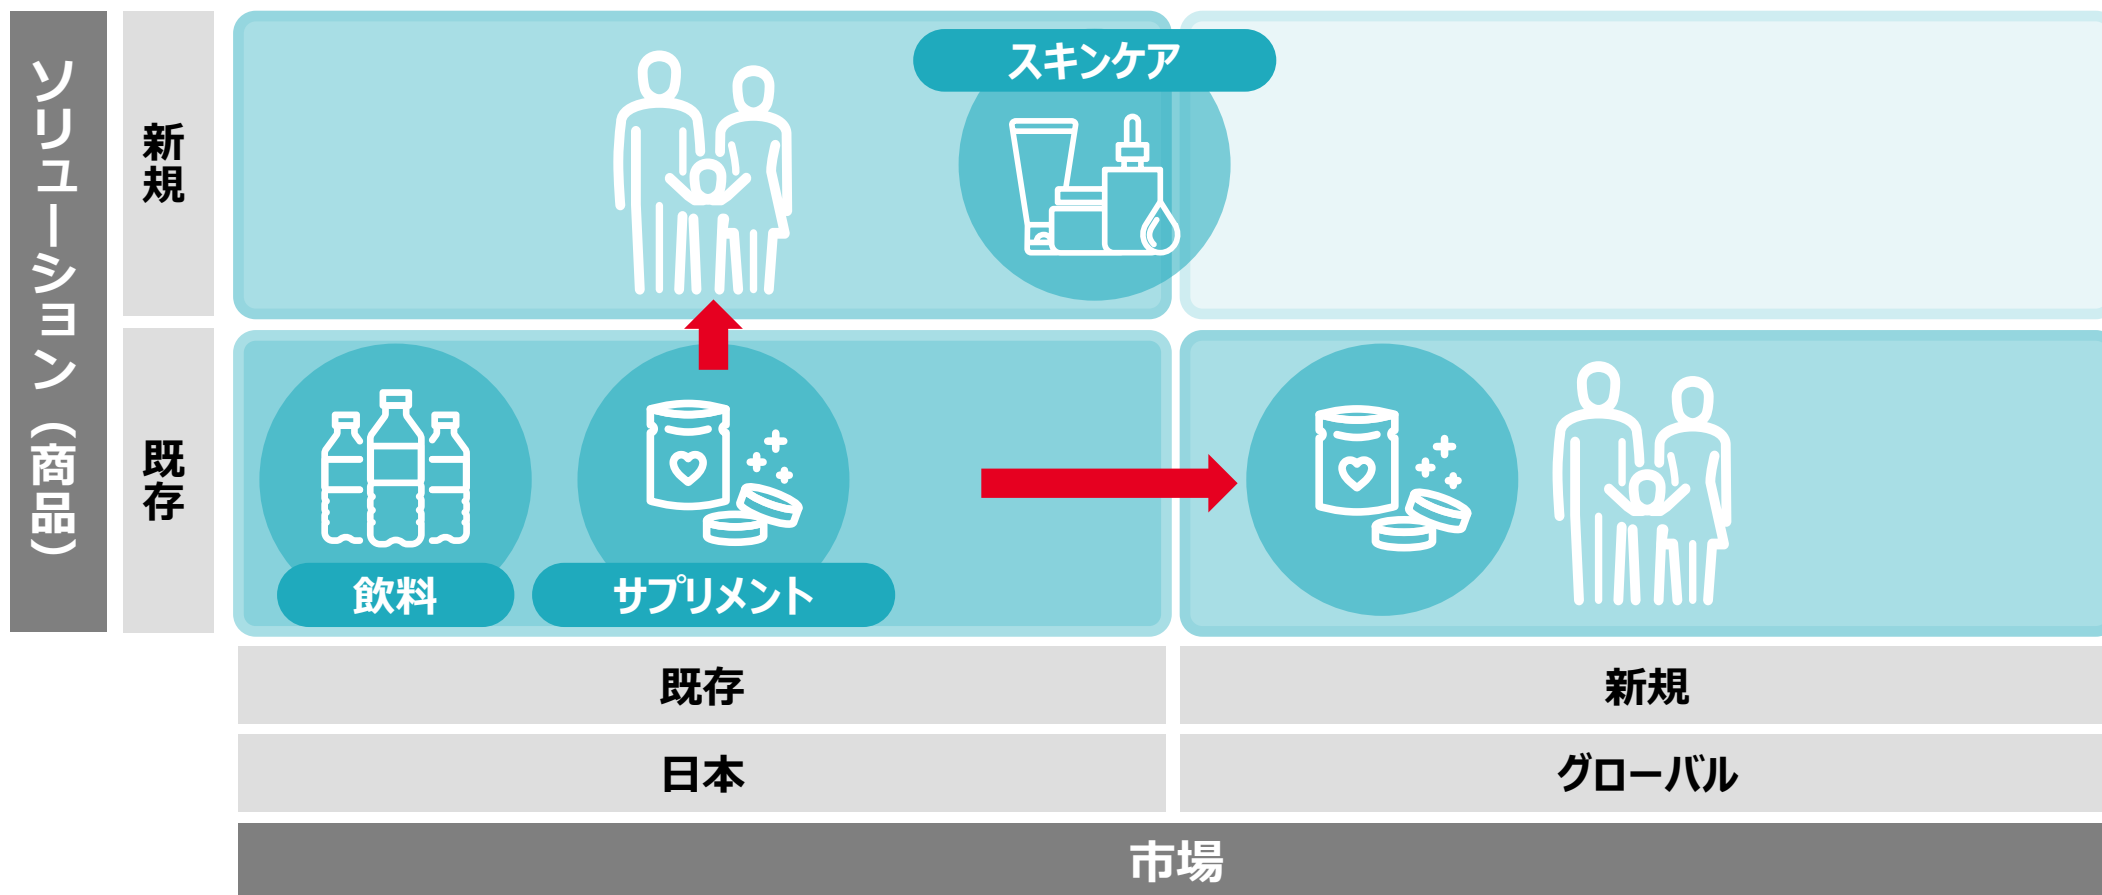 ソリューション（商品）
新規
既存
スキンケア
飲料
サプリメント
既存
新規
日本
グローバル
市場